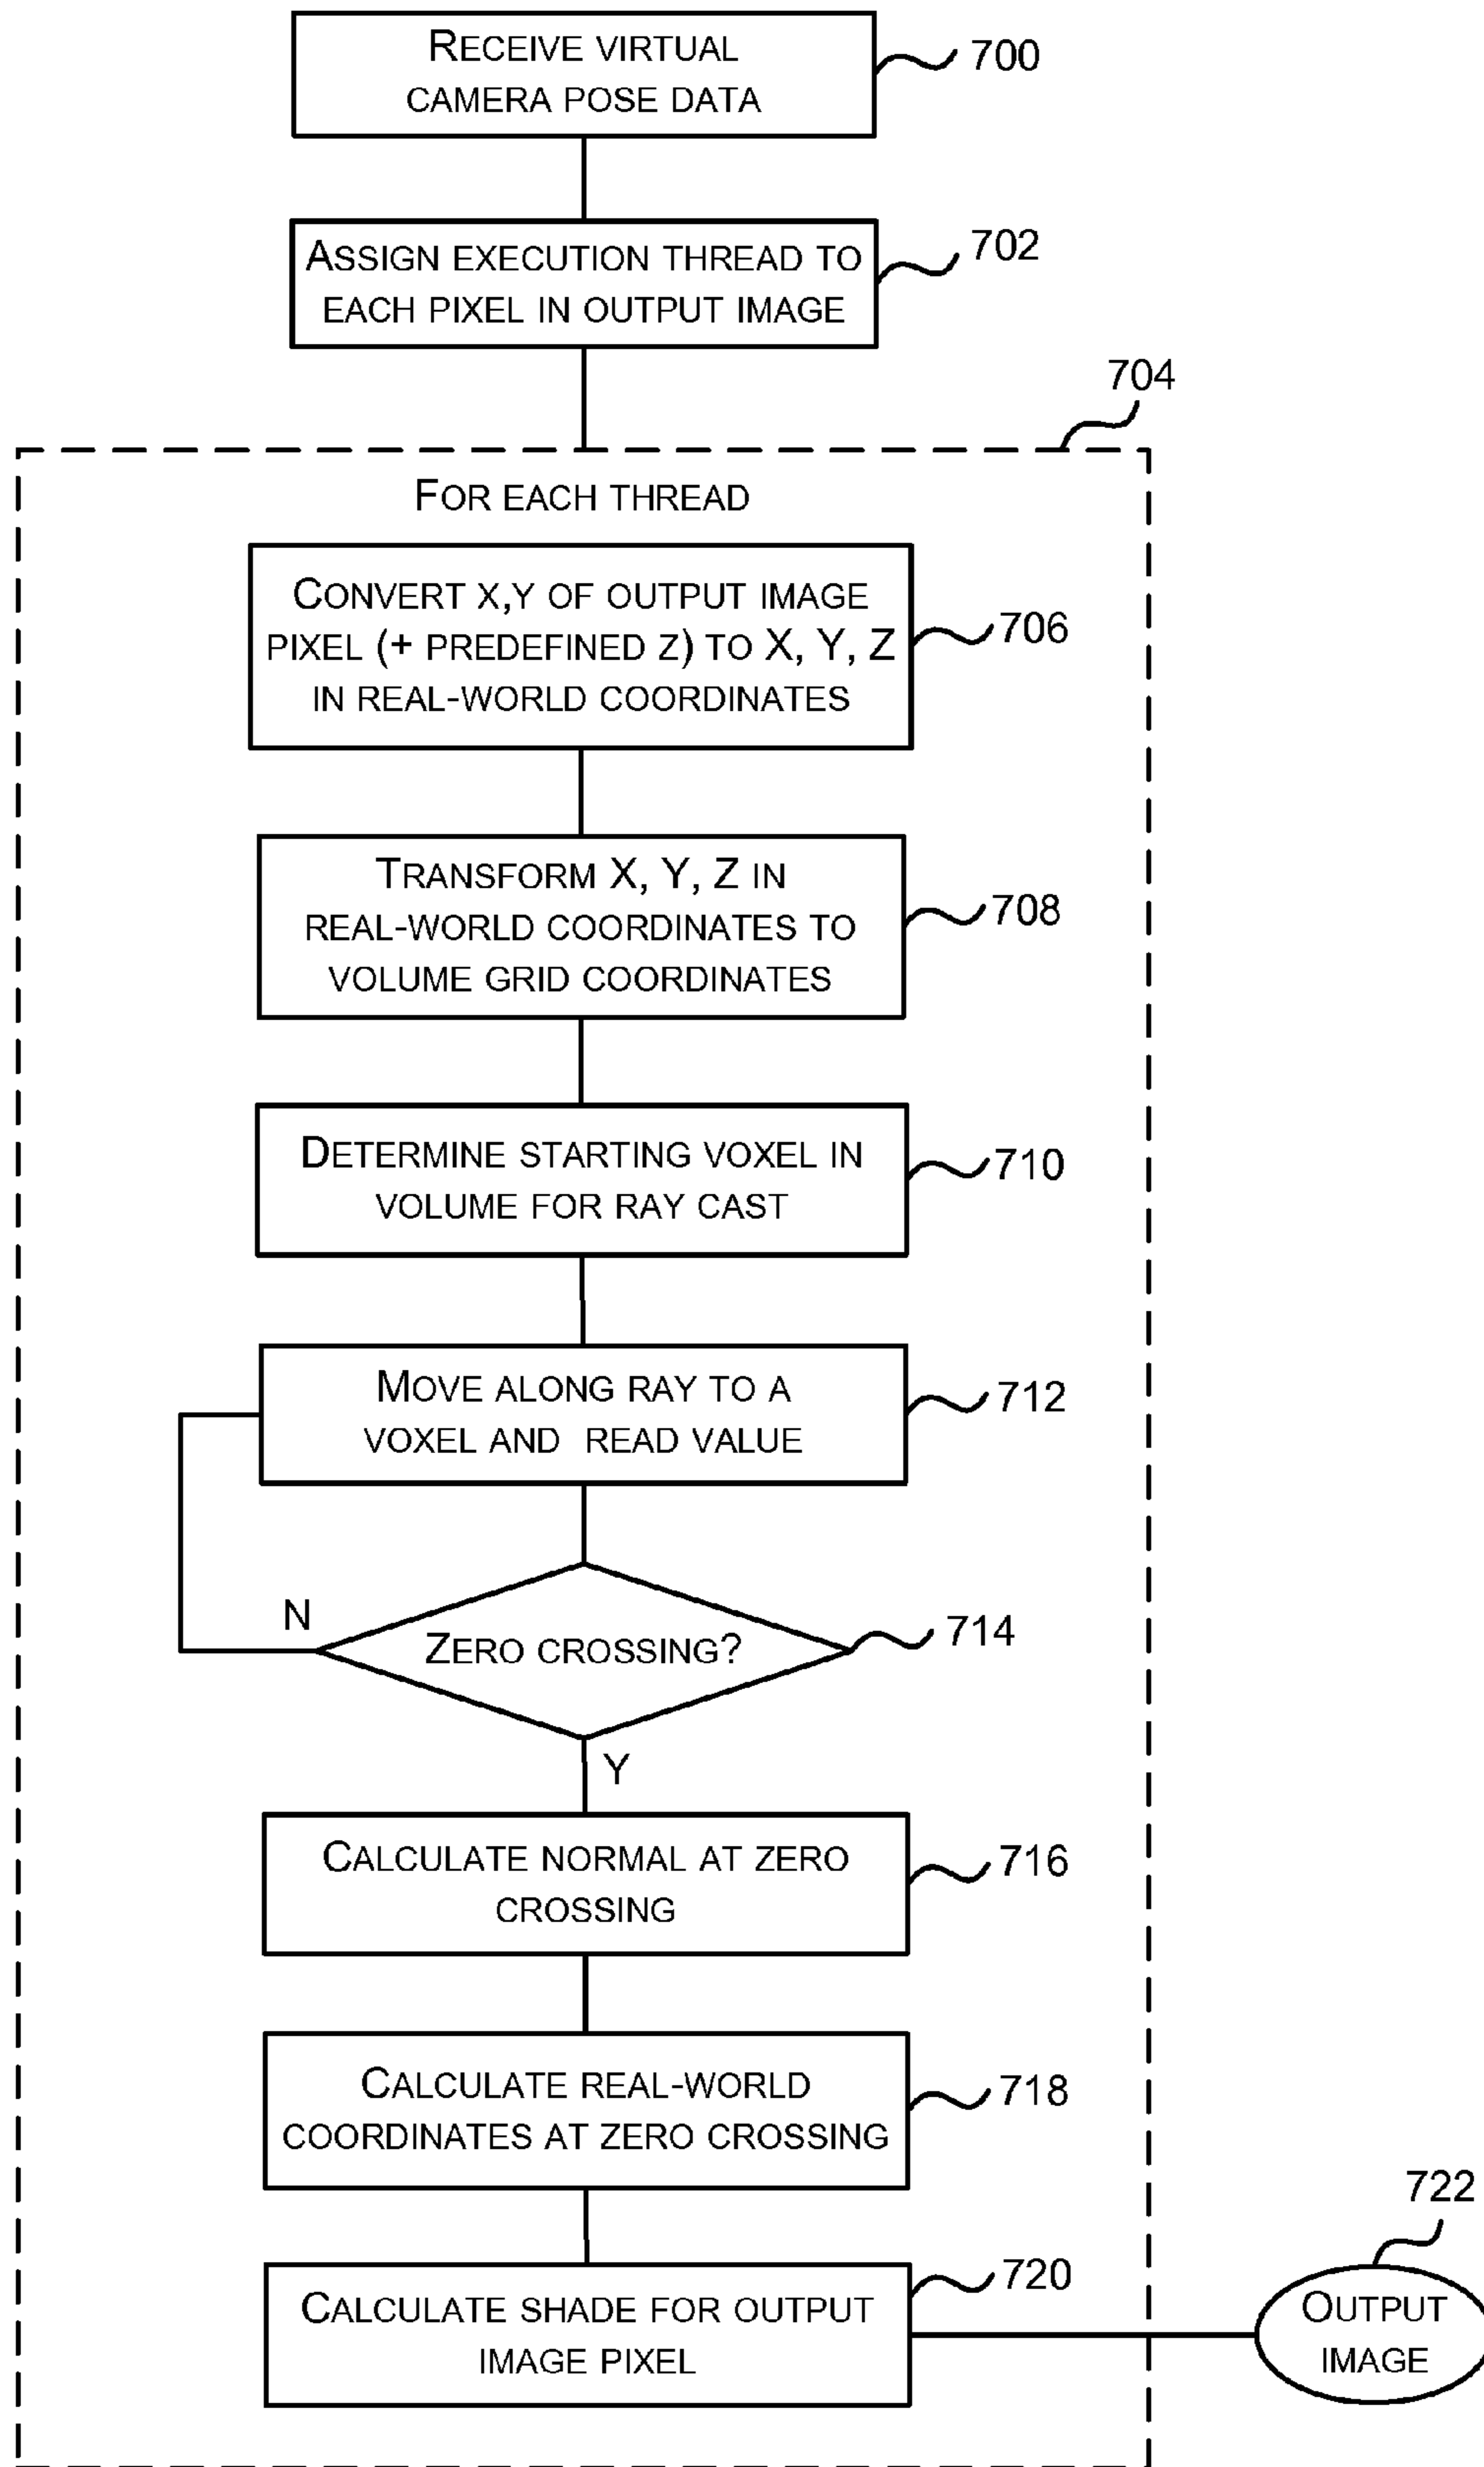 RECEIVE VIRTUAL
CAMERA POSE DATA
700
ASSIGN EXECUTION THREAD TO
EACH PIXEL IN OUTPUT IMAGE
702
704
FOR EACH THREAD
CONVERT X,Y OF OUTPUT IMAGE
PIXEL (+ PREDEFINED Z) TO X, Y, Z
IN REAL-WORLD COORDINATES
706
TRANSFORM X, Y, Z IN
REAL-WORLD COORDINATES TO
VOLUME GRID COORDINATES
708
DETERMINE STARTING VOXEL IN
VOLUME FOR RAY CAST
710
MOVE ALONG RAY TO A
VOXEL AND READ VALUE
712
N
ZERO CROSSING?
714
Y
CALCULATE NORMAL AT ZERO
CROSSING
716
CALCULATE REAL-WORLD
COORDINATES AT ZERO CROSSING
718
CALCULATE SHADE FOR OUTPUT
IMAGE PIXEL
720
722
OUTPUT
IMAGE